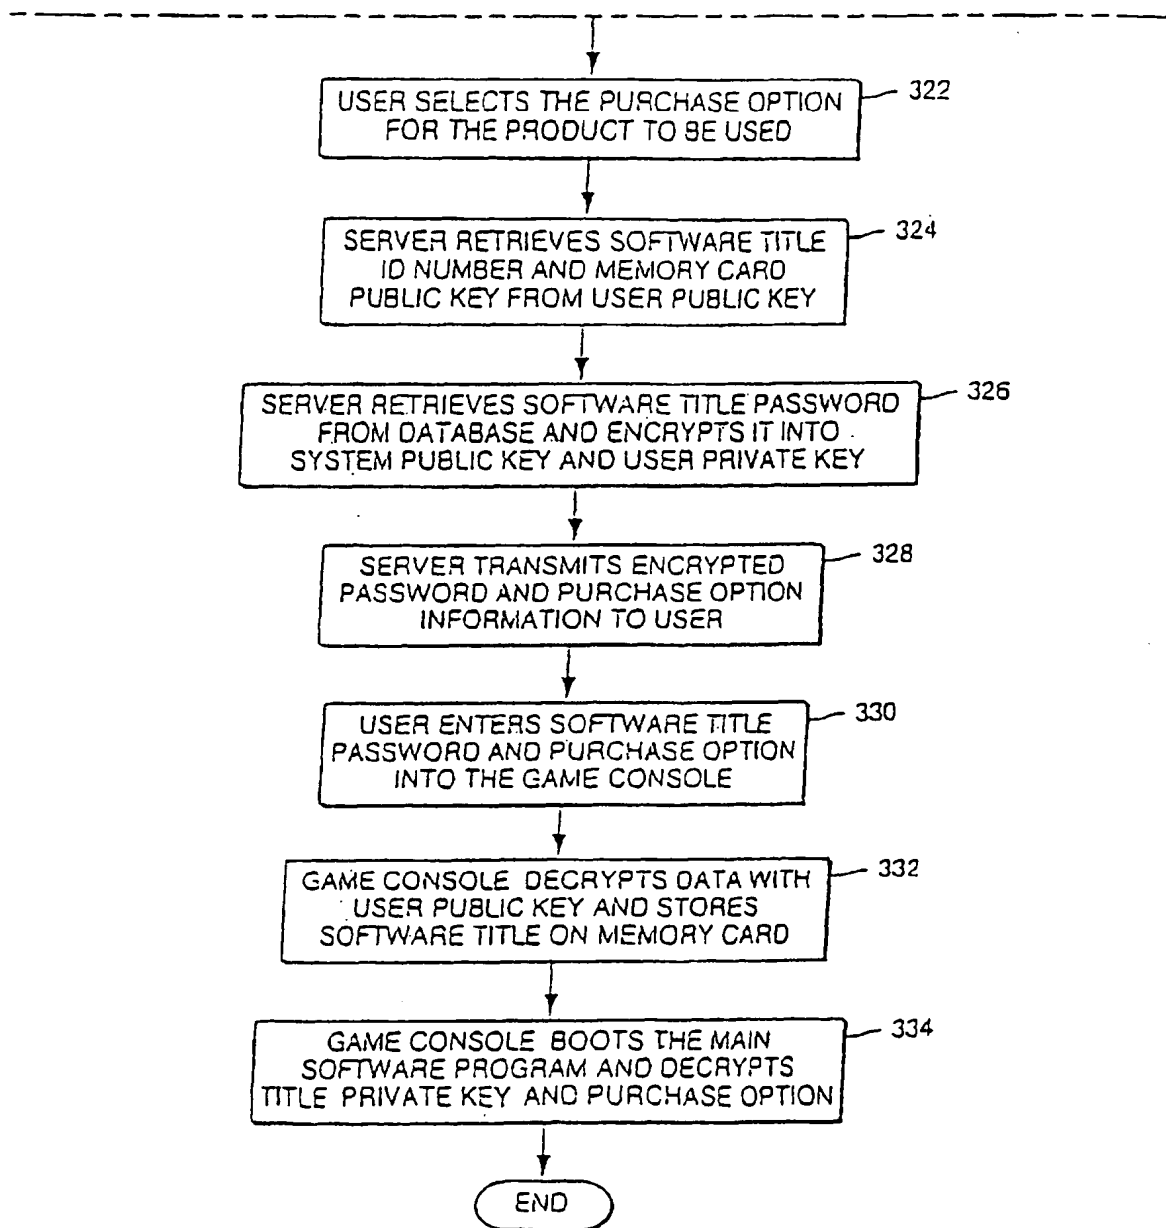 322
USER SELECTS THE PURCHASE OPTION
FOR THE PRODUCT TO BE USED
324
SERVER RETRIEVES SOFTWARE TITLE
ID NUMBER AND MEMORY CARD
PUBLIC KEY FROM USER PUBLIC KEY
326
SERVER RETRIEVES SOFTWARE TITLE PASSWORD
FROM DATABASE AND ENCRYPTS IT INTO
SYSTEM PUBLIC KEY AND USER PRIVATE KEY
328
SERVER TRANSMITS ENCRYPTED
PASSWORD AND PURCHASE OPTION
INFORMATION TO USER
330
USER ENTERS SOFTWARE TITLE
PASSWORD AND PURCHASE OPTION
INTO THE GAME CONSOLE
332
GAME CONSOLE DECRYPTS DATA WITH
USER PUBLIC KEY AND STORES
SOFTWARE TITLE ON MEMORY CARD
334
GAME CONSOLE BOOTS THE MAIN
SOFTWARE PROGRAM AND DECRYPTS
TITLE PRIVATE KEY AND PURCHASE OPTION
END